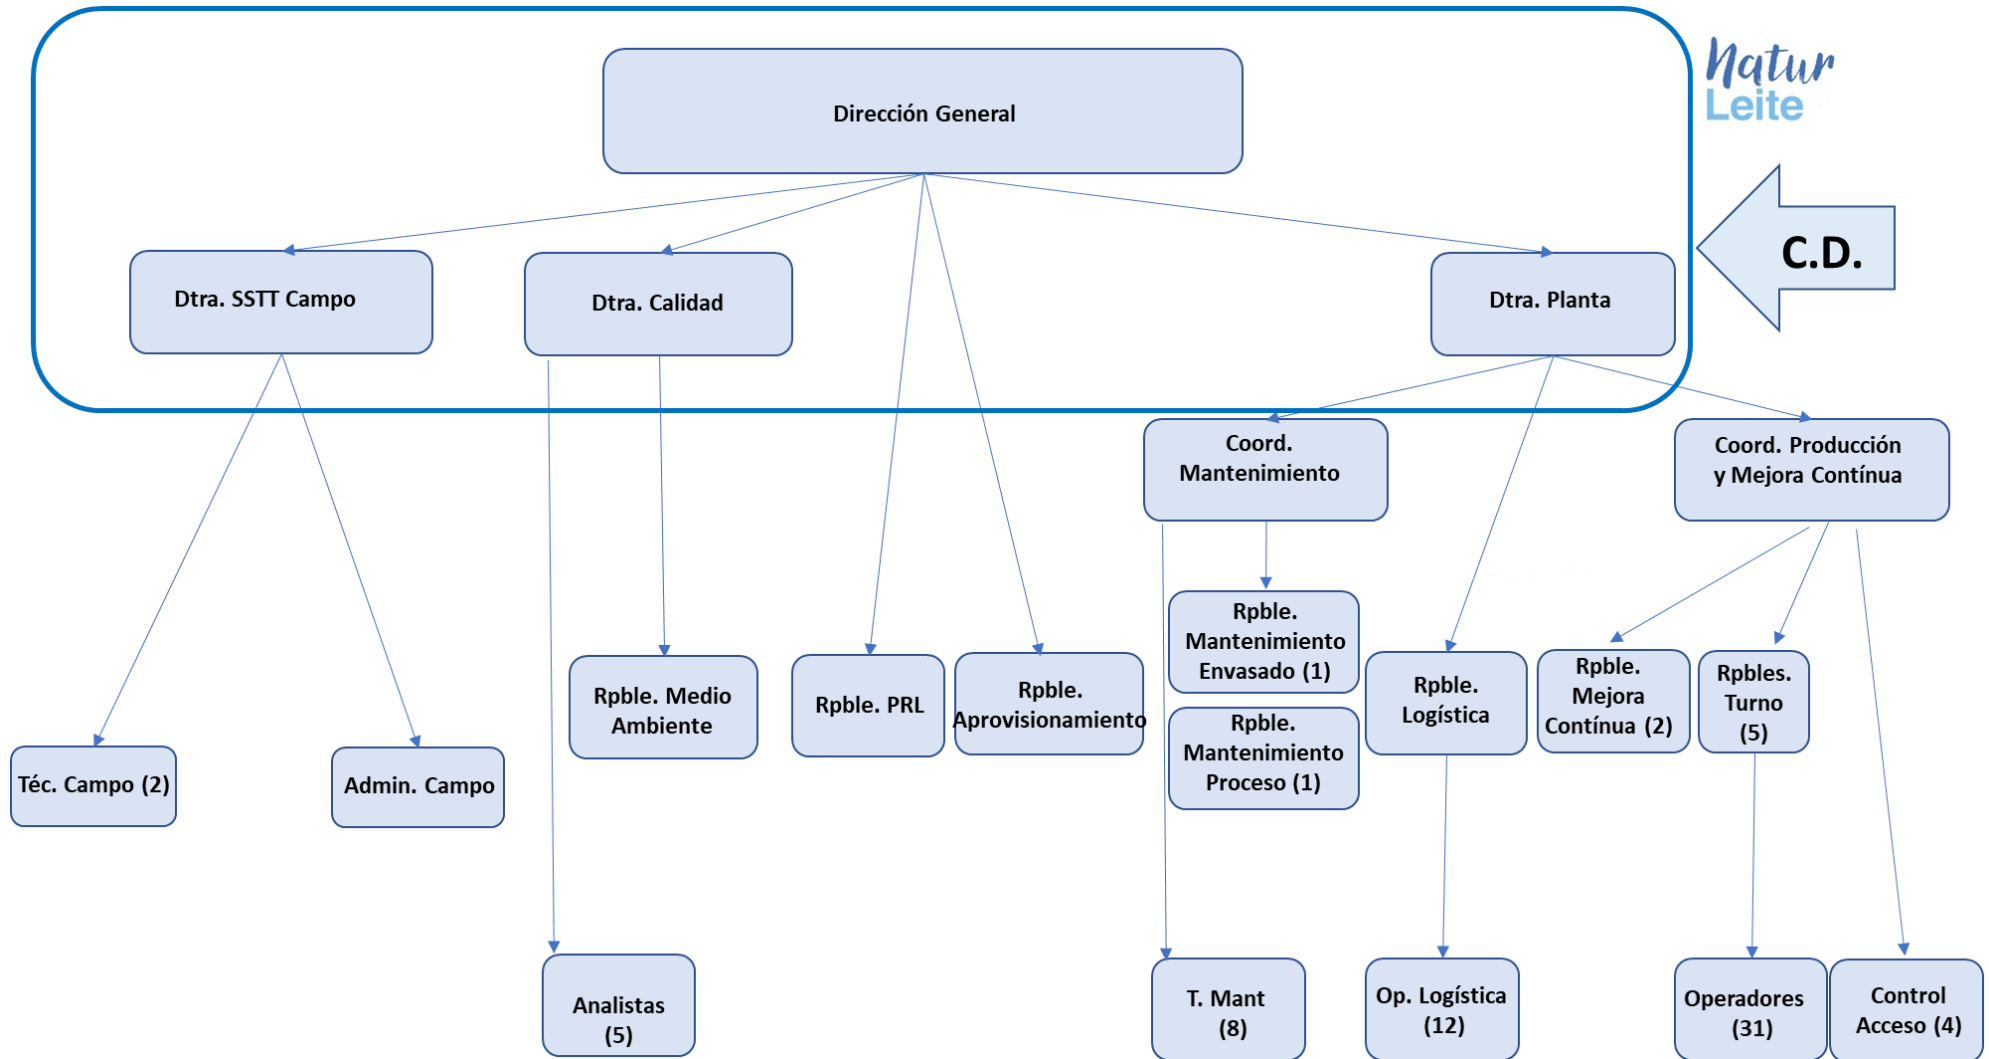 Natur
Leite
Dirección General
C.D.
Dtra. SSTT Campo
Dtra. Calidad
Dtra. Planta
Coord.
Mantenimiento
Coord. Producción
y Mejora Contínua
Rpble.
Mantenimiento
Envasado (1)
Rpble. Medio
Ambiente
Rpble. PRL
Rpble.
Aprovisionamiento
Rpble.
Logística
Rpble.
Mejora
Contínua (2)
Rpbles.
Turno
(5)
Rpble.
Mantenimiento
Proceso (1)
Téc. Campo (2)
Admin. Campo
Analistas
(5)
T. Mant
(8)
Op. Logística
(12)
Operadores
(31)
Control
Acceso (4)